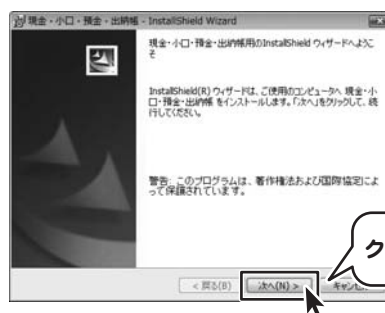 現金・小口・預金・出納帳 - InstallShield Wizard
現金・小口・預金・出納帳用のInstallShield ウィザードへようこ
そ
InstallShield(R) ウィザードは、ご使用のコンピュータへ 現金・小
口・預金・出納帳 をインストールします。「次へ」をクリックして、続
行してください。
警告: このプログラムは、著作権法および国際協定によ
って保護されています。
< 戻る(B)
次へ(N) >
キャンセ
ク